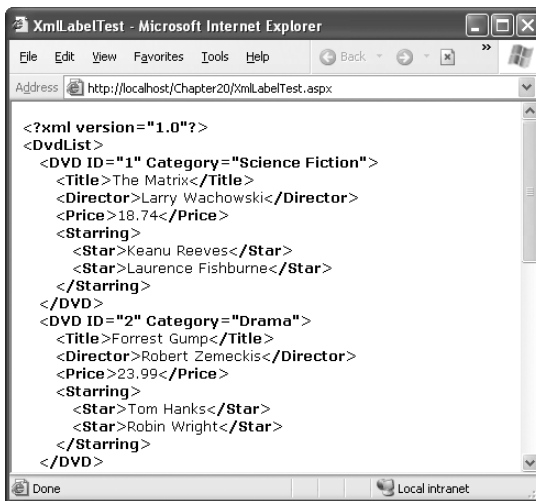 XmlLabelTest - Microsoft Internet Explorer
File Edit View Favorites Tools Help Back »
Address http://localhost/Chapter20/XmlLabelTest.aspx
<?xml version="1.0"?>
<DvdList>
<DVD ID="1" Category="Science Fiction">
<Title>The Matrix</Title>
<Director>Larry Wachowski</Director>
<Price>18.74</Price>
<Starring>
<Star>Keanu Reeves</Star>
<Star>Laurence Fishburne</Star>
</Starring>
</DVD>
<DVD ID="2" Category="Drama">
<Title>Forrest Gump</Title>
<Director>Robert Zemeckis</Director>
<Price>23.99</Price>
<Starring>
<Star>Tom Hanks</Star>
<Star>Robin Wright</Star>
</Starring>
</DVD>
Done Local intranet